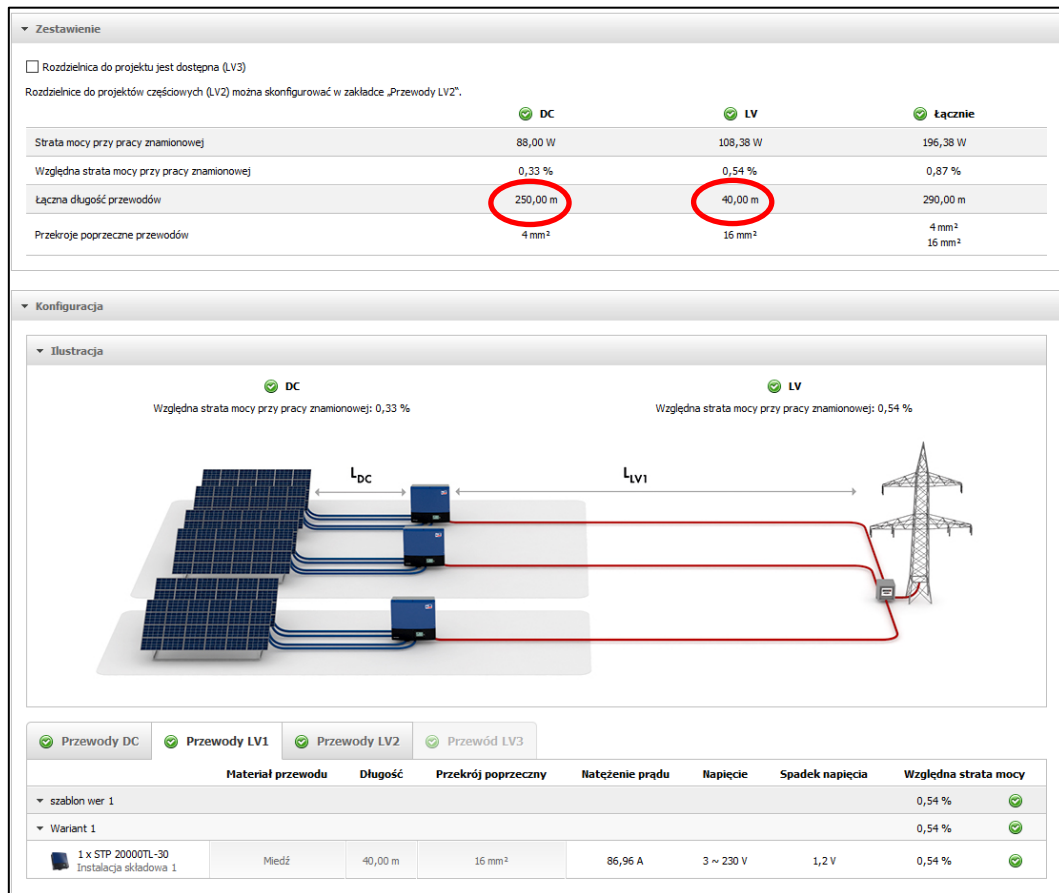 Zestawienie
Rozdzielnica do projektu jest dostępna (LV3)
Rozdzielnice do projektów częściowych (LV2) można skonfigurować w zakładce „Przewody LV2”.
DC LV Łącznie
Strata mocy przy pracy znamionowej 88,00 W 108,38 W 196,38 W
Względna strata mocy przy pracy znamionowej 0,33 % 0,54 % 0,87 %
Łączna długość przewodów 250,00 m 40,00 m 290,00 m
Przekroje poprzeczne przewodów 4 mm² 16 mm² 4 mm²
16 mm²
Konfiguracja
Ilustracja
DC LV
Względna strata mocy przy pracy znamionowej: 0,33 % Względna strata mocy przy pracy znamionowej: 0,54 %
LDC LLV1
Przewody DC Przewody LV1 Przewody LV2 Przewód LV3
Materiał przewodu Długość Przekrój poprzeczny Natężenie prądu Napięcie Spadek napięcia Względna strata mocy
szablon wer 1 0,54 %
Wariant 1 0,54 %
1 x STP 20000TL-30 Miedź 40,00 m 16 mm² 86,96 A 3 ~ 230 V 1,2 V 0,54 %
Instalacja składowa 1